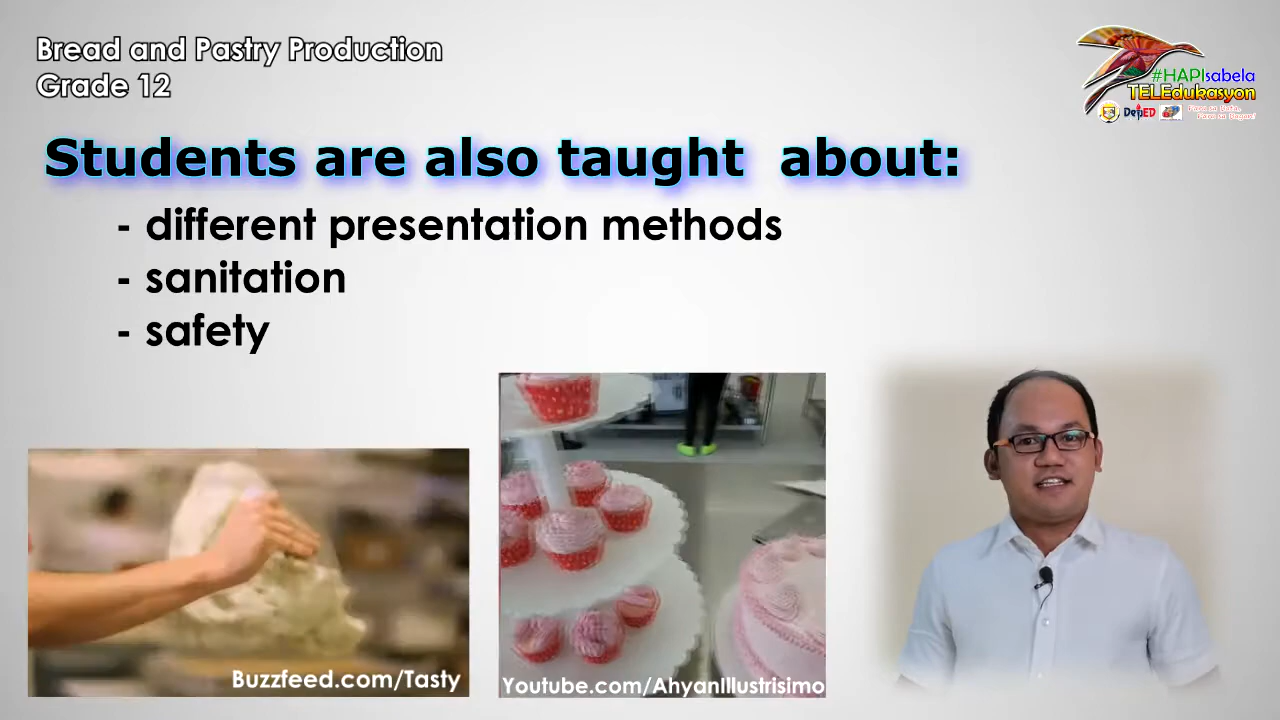 Bread and Pastry Production
Grade 12
#HAPIsabela
TELEdukasyon
DepED
Students are also taught  about:
- different presentation methods
- sanitation
- safety
Buzzfeed.com/Tasty
Youtube.com/AhyanIllustrisimo